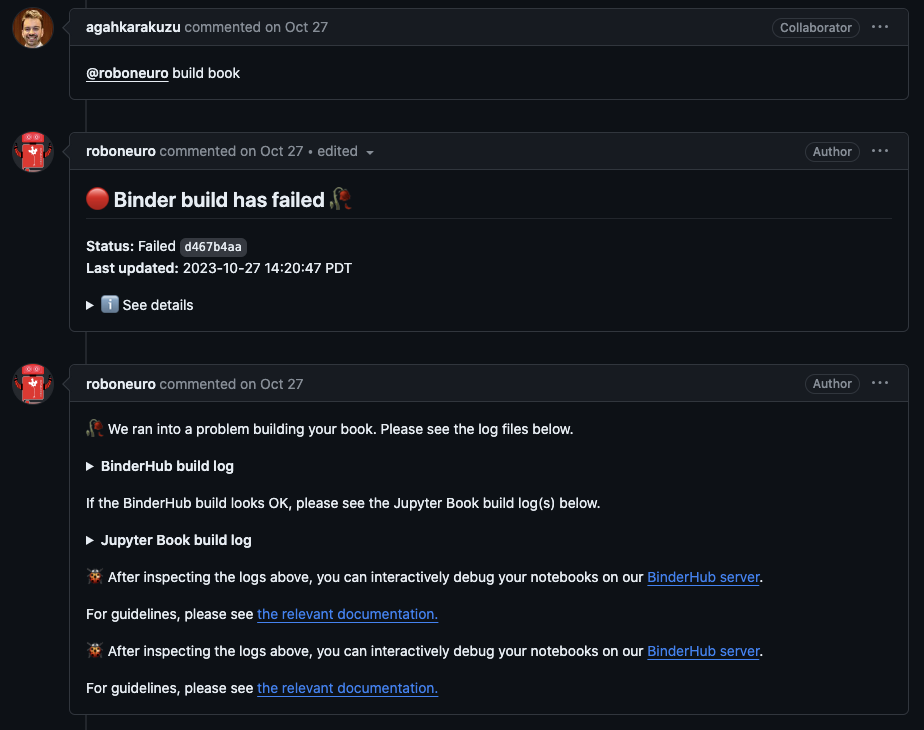 agahkarakuzu commented on Oct 27
Collaborator
@roboneuro build book
roboneuro commented on Oct 27 • edited
Author
Binder build has failed
Status: Failed d467b4aa
Last updated: 2023-10-27 14:20:47 PDT
See details
roboneuro commented on Oct 27
Author
We ran into a problem building your book. Please see the log files below.
BinderHub build log
If the BinderHub build looks OK, please see the Jupyter Book build log(s) below.
Jupyter Book build log
After inspecting the logs above, you can interactively debug your notebooks on our BinderHub server.
For guidelines, please see the relevant documentation.
After inspecting the logs above, you can interactively debug your notebooks on our BinderHub server.
For guidelines, please see the relevant documentation.